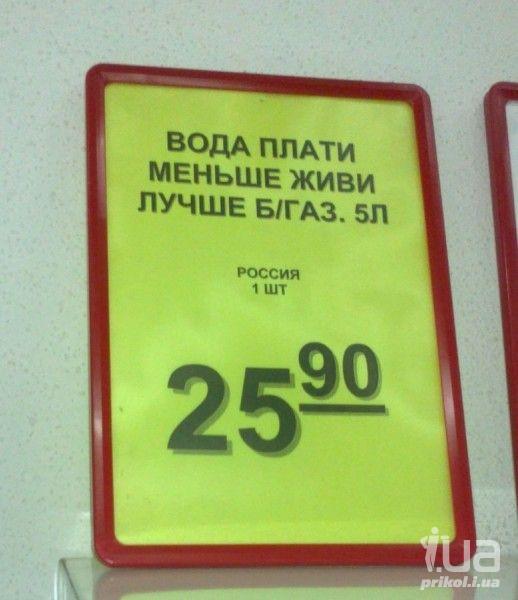 ВОДА ПЛАТИ
МЕНЬШЕ ЖИВИ
ЛУЧШЕ Б/ГАЗ. 5Л
РОССИЯ
1 ШТ
25 90
i.ua
prikol.i.ua